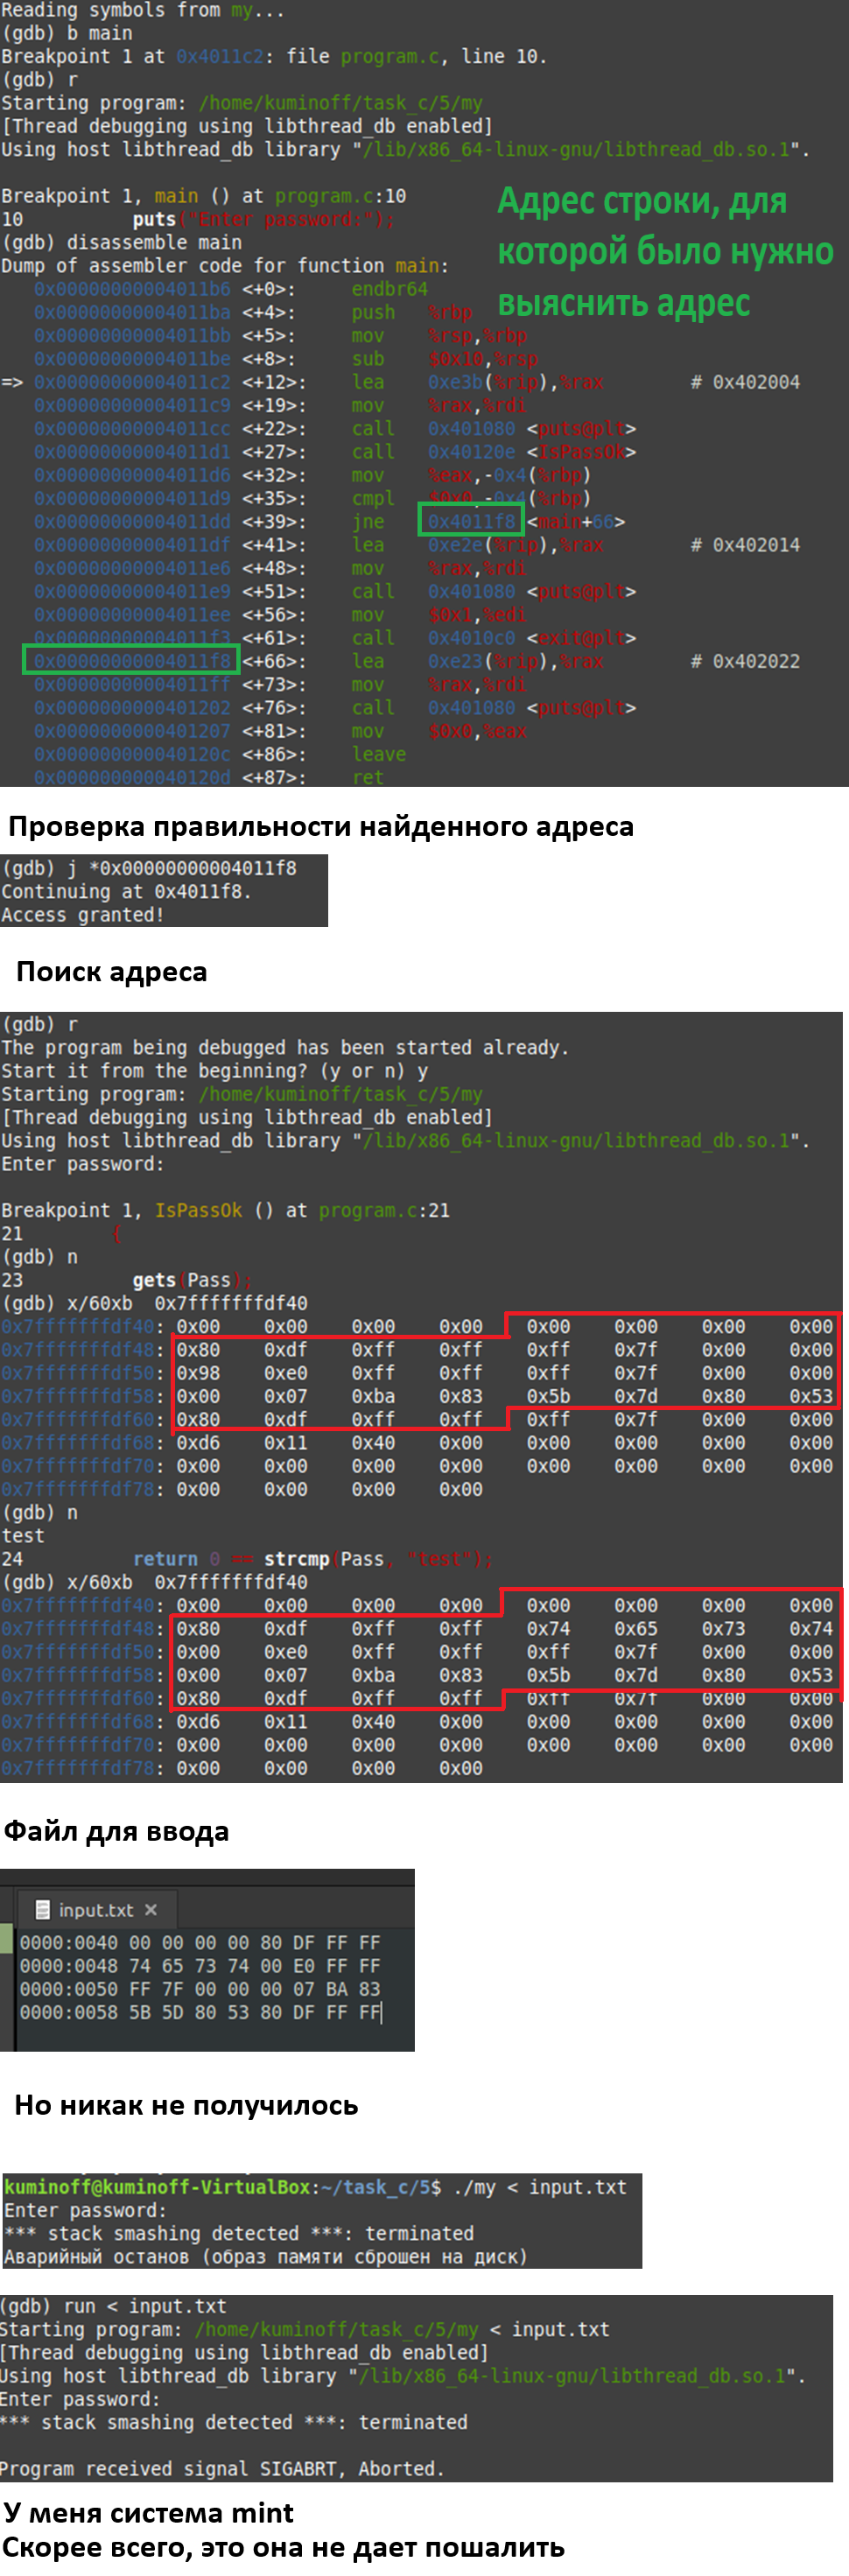 Reading symbols from my...
(gdb) b main
Breakpoint 1 at 0x4011c2: file program.c, line 10.
(gdb) r
Starting program: /home/kuminoff/task_c/5/my
[Thread debugging using libthread_db enabled]
Using host libthread_db library "/lib/x86_64-linux-gnu/libthread_db.so.1".
Breakpoint 1, main () at program.c:10
10 puts("Enter password:");
Адрес строки, для
которой было нужно
выяснить адрес
(gdb) disassemble main
Dump of assembler code for function main:
0x00000000004011b6 <+0>: endbr64
0x00000000004011ba <+4>: push %rbp
0x00000000004011bb <+5>: mov %rsp,%rbp
0x00000000004011be <+8>: sub $0x10,%rsp
=> 0x00000000004011c2 <+12>: lea 0xe3b(%rip),%rax # 0x402004
0x00000000004011c9 <+19>: mov %rax,%rdi
0x00000000004011cc <+22>: call 0x401080 <puts@plt>
0x00000000004011d1 <+27>: call 0x40120e <IsPassOk>
0x00000000004011d6 <+32>: mov %eax,-0x4(%rbp)
0x00000000004011d9 <+35>: cmpl $0x0,-0x4(%rbp)
0x00000000004011dd <+39>: jne 0x4011f8 <main+66>
0x00000000004011df <+41>: lea 0xe2e(%rip),%rax # 0x402014
0x00000000004011e6 <+48>: mov %rax,%rdi
0x00000000004011e9 <+51>: call 0x401080 <puts@plt>
0x00000000004011ee <+56>: mov $0x1,%edi
0x00000000004011f3 <+61>: call 0x4010c0 <exit@plt>
0x00000000004011f8 <+66>: lea 0xe23(%rip),%rax # 0x402022
0x00000000004011ff <+73>: mov %rax,%rdi
0x0000000000401202 <+76>: call 0x401080 <puts@plt>
0x0000000000401207 <+81>: mov $0x0,%eax
0x000000000040120c <+86>: leave
0x000000000040120d <+87>: ret
Проверка правильности найденного адреса
(gdb) j *0x00000000004011f8
Continuing at 0x4011f8.
Access granted!
Поиск адреса
(gdb) r
The program being debugged has been started already.
Start it from the beginning? (y or n) y
Starting program: /home/kuminoff/task_c/5/my
[Thread debugging using libthread_db enabled]
Using host libthread_db library "/lib/x86_64-linux-gnu/libthread_db.so.1".
Enter password:
Breakpoint 1, IsPassOk () at program.c:21
21 {
(gdb) n
23 gets(Pass);
(gdb) x/60xb 0x7fffffffdf40
0x7fffffffdf40: 0x00 0x00 0x00 0x00 0x00 0x00 0x00 0x00
0x7fffffffdf48: 0x80 0xdf 0xff 0xff 0xff 0x7f 0x00 0x00
0x7fffffffdf50: 0x98 0xe0 0xff 0xff 0xff 0x7f 0x00 0x00
0x7fffffffdf58: 0x00 0x07 0xba 0x83 0x5b 0x7d 0x80 0x53
0x7fffffffdf60: 0x80 0xdf 0xff 0xff 0xff 0x7f 0x00 0x00
0x7fffffffdf68: 0xd6 0x11 0x40 0x00 0x00 0x00 0x00 0x00
0x7fffffffdf70: 0x00 0x00 0x00 0x00 0x00 0x00 0x00 0x00
0x7fffffffdf78: 0x00 0x00 0x00 0x00
(gdb) n
test
24 return 0 == strcmp(Pass, "test");
(gdb) x/60xb 0x7fffffffdf40
0x7fffffffdf40: 0x00 0x00 0x00 0x00 0x00 0x00 0x00 0x00
0x7fffffffdf48: 0x80 0xdf 0xff 0xff 0x74 0x65 0x73 0x74
0x7fffffffdf50: 0x00 0xe0 0xff 0xff 0xff 0x7f 0x00 0x00
0x7fffffffdf58: 0x00 0x07 0xba 0x83 0x5b 0x7d 0x80 0x53
0x7fffffffdf60: 0x80 0xdf 0xff 0xff 0xff 0x7f 0x00 0x00
0x7fffffffdf68: 0xd6 0x11 0x40 0x00 0x00 0x00 0x00 0x00
0x7fffffffdf70: 0x00 0x00 0x00 0x00 0x00 0x00 0x00 0x00
0x7fffffffdf78: 0x00 0x00 0x00 0x00
Файл для ввода
input.txt ×
0000:0040 00 00 00 00 80 DF FF FF
0000:0048 74 65 73 74 00 E0 FF FF
0000:0050 FF 7F 00 00 00 07 BA 83
0000:0058 5B 5D 80 53 80 DF FF FF
Но никак не получилось
kuminoff@kuminoff-VirtualBox:~/task_c/5$ ./my < input.txt
Enter password:
*** stack smashing detected ***: terminated
Аварийный останов (образ памяти сброшен на диск)
(gdb) run < input.txt
Starting program: /home/kuminoff/task_c/5/my < input.txt
[Thread debugging using libthread_db enabled]
Using host libthread_db library "/lib/x86_64-linux-gnu/libthread_db.so.1".
Enter password:
*** stack smashing detected ***: terminated
Program received signal SIGABRT, Aborted.
У меня система mint
Скорее всего, это она не дает пошалить